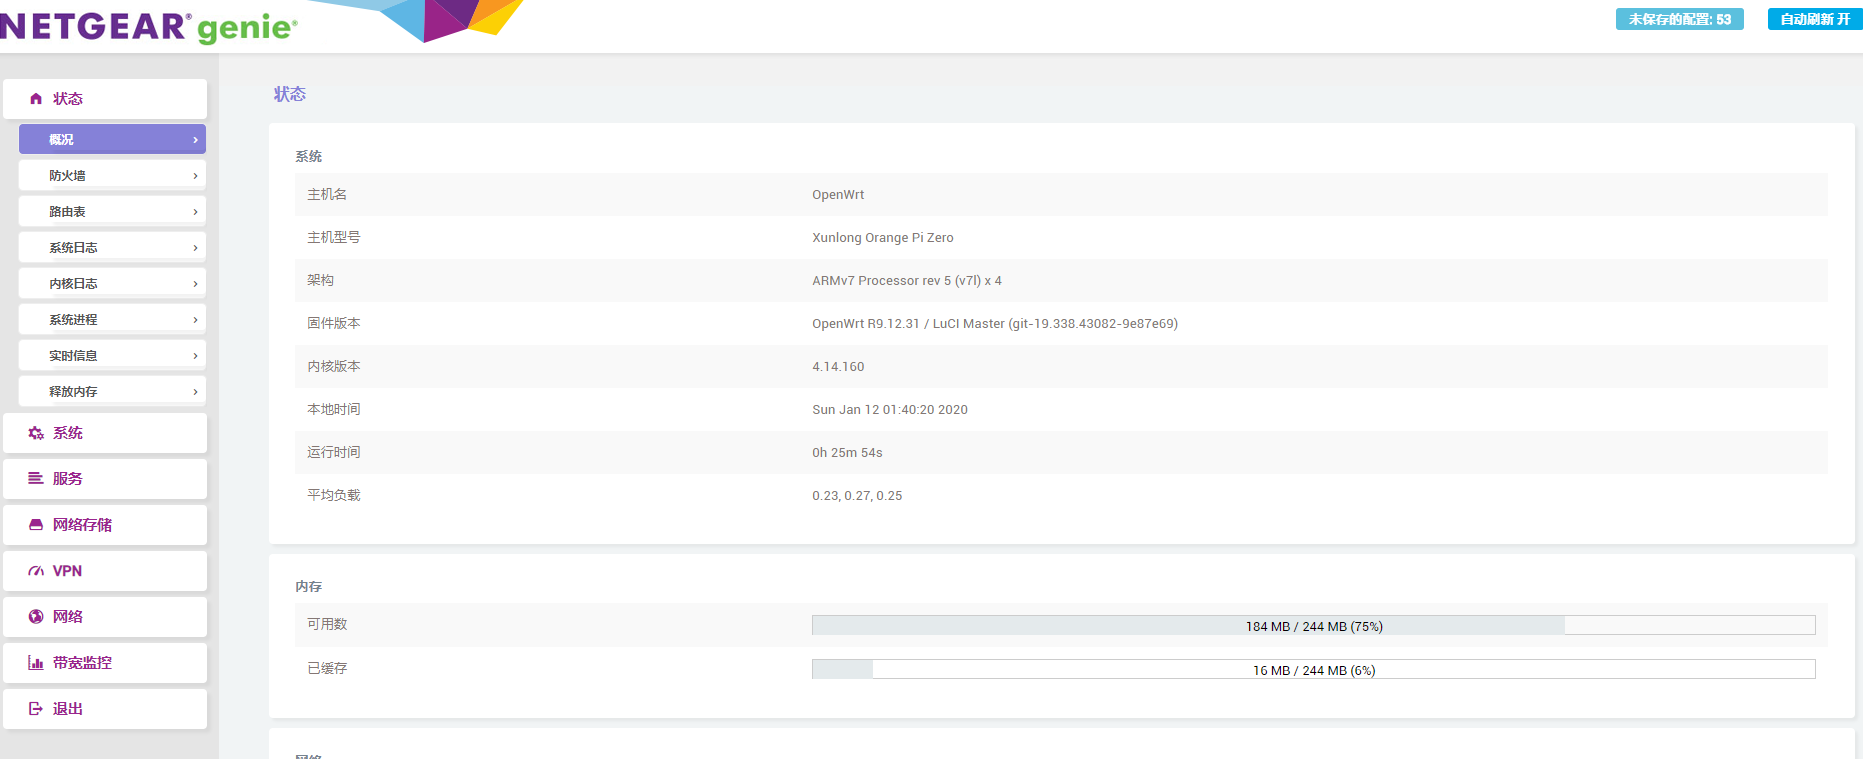 NETGEAR® genie®
未保存的配置: 53
自动刷新 开
状态
概况
防火墙
路由表
系统日志
内核日志
系统进程
实时信息
释放内存
系统
服务
网络存储
VPN
网络
带宽监控
退出
状态
系统
主机名 OpenWrt
主机型号 Xunlong Orange Pi Zero
架构 ARMv7 Processor rev 5 (v7l) x 4
固件版本 OpenWrt R9.12.31 / LuCI Master (git-19.338.43082-9e87e69)
内核版本 4.14.160
本地时间 Sun Jan 12 01:40:20 2020
运行时间 0h 25m 54s
平均负载 0.23, 0.27, 0.25
内存
可用数 184 MB / 244 MB (75%)
已缓存 16 MB / 244 MB (6%)
网络